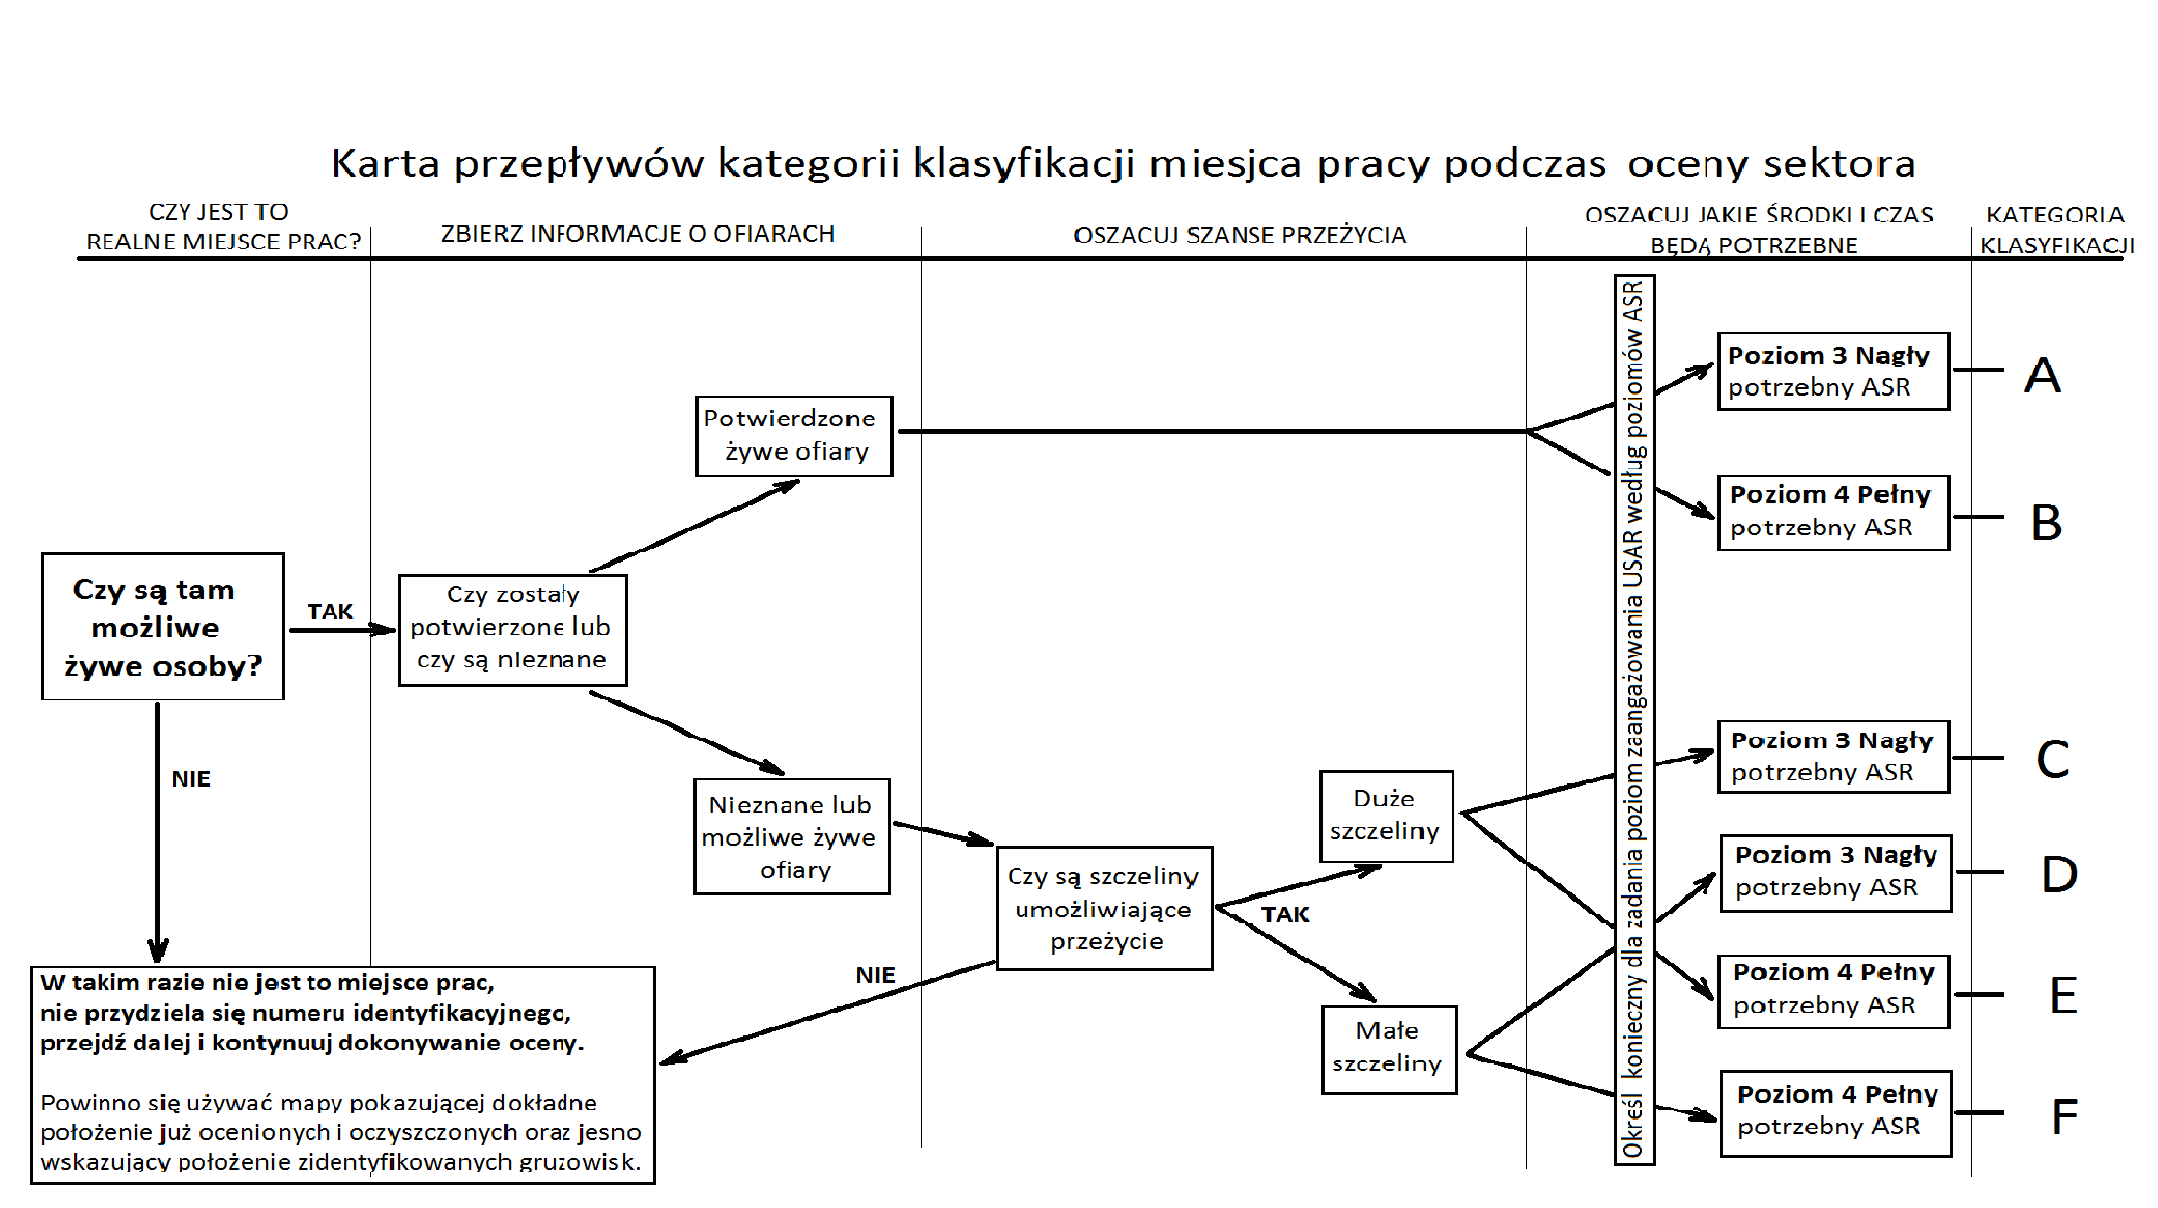 Karta przepływów kategorii klasyfikacji miesjca pracy podczas oceny sektora
CZY JEST TO
REALNE MIEJSCE PRAC?
ZBIERZ INFORMACJE O OFIARACH
OSZACUJ SZANSE PRZEŻYCIA
OSZACUJ JAKIE ŚRODKI I CZAS
BĘDĄ POTRZEBNE
KATEGORIA
KLASYFIKACJI
Czy są tam
możliwe
żywe osoby?
TAK
NIE
Czy zostały
potwierzone lub
czy są nIeznane
Potwierdzone
żywe ofiary
Nieznane lub
możliwe żywe
ofiary
Czy są szczeliny
umożliwiające
przeżycie
TAK
NIE
Duże
szczeliny
Małe
szczeliny
Określ konieczny dla zadania poziom zaangażowania USAR według poziomów ASR
Poziom 3 Nagły
potrzebny ASR
A
Poziom 4 Pełny
potrzebny ASR
B
Poziom 3 Nagły
potrzebny ASR
C
Poziom 3 Nagły
potrzebny ASR
D
Poziom 4 Pełny
potrzebny ASR
E
Poziom 4 Pełny
potrzebny ASR
F
W takim razie nie jest to miejsce prac,
nie przydziela się numeru identyfikacyjnego,
przejdź dalej i kontynuuj dokonywanie oceny.
Powinno się używać mapy pokazującej dokładne
położenie już ocenionych i oczyszczonych oraz jesno
wskazujący położenie zidentyfikowanych gruzowisk.